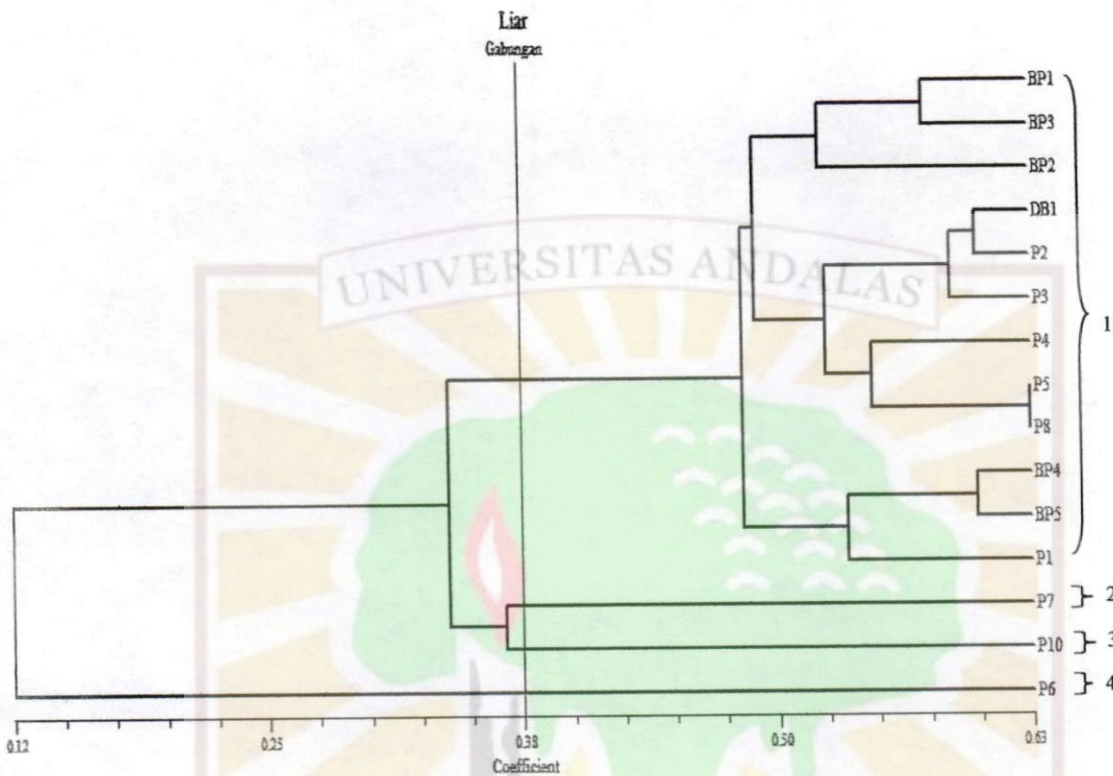 Liar
Gabungan
BP1
BP3
BP2
DB1
P2
P3
P4
P5
P8
BP4
BP5
P1
P7
P10
P6
1
2
3
4
UNIVERSITAS ANDALAS
0.12
0.25
0.38
0.50
0.63
Coefficient